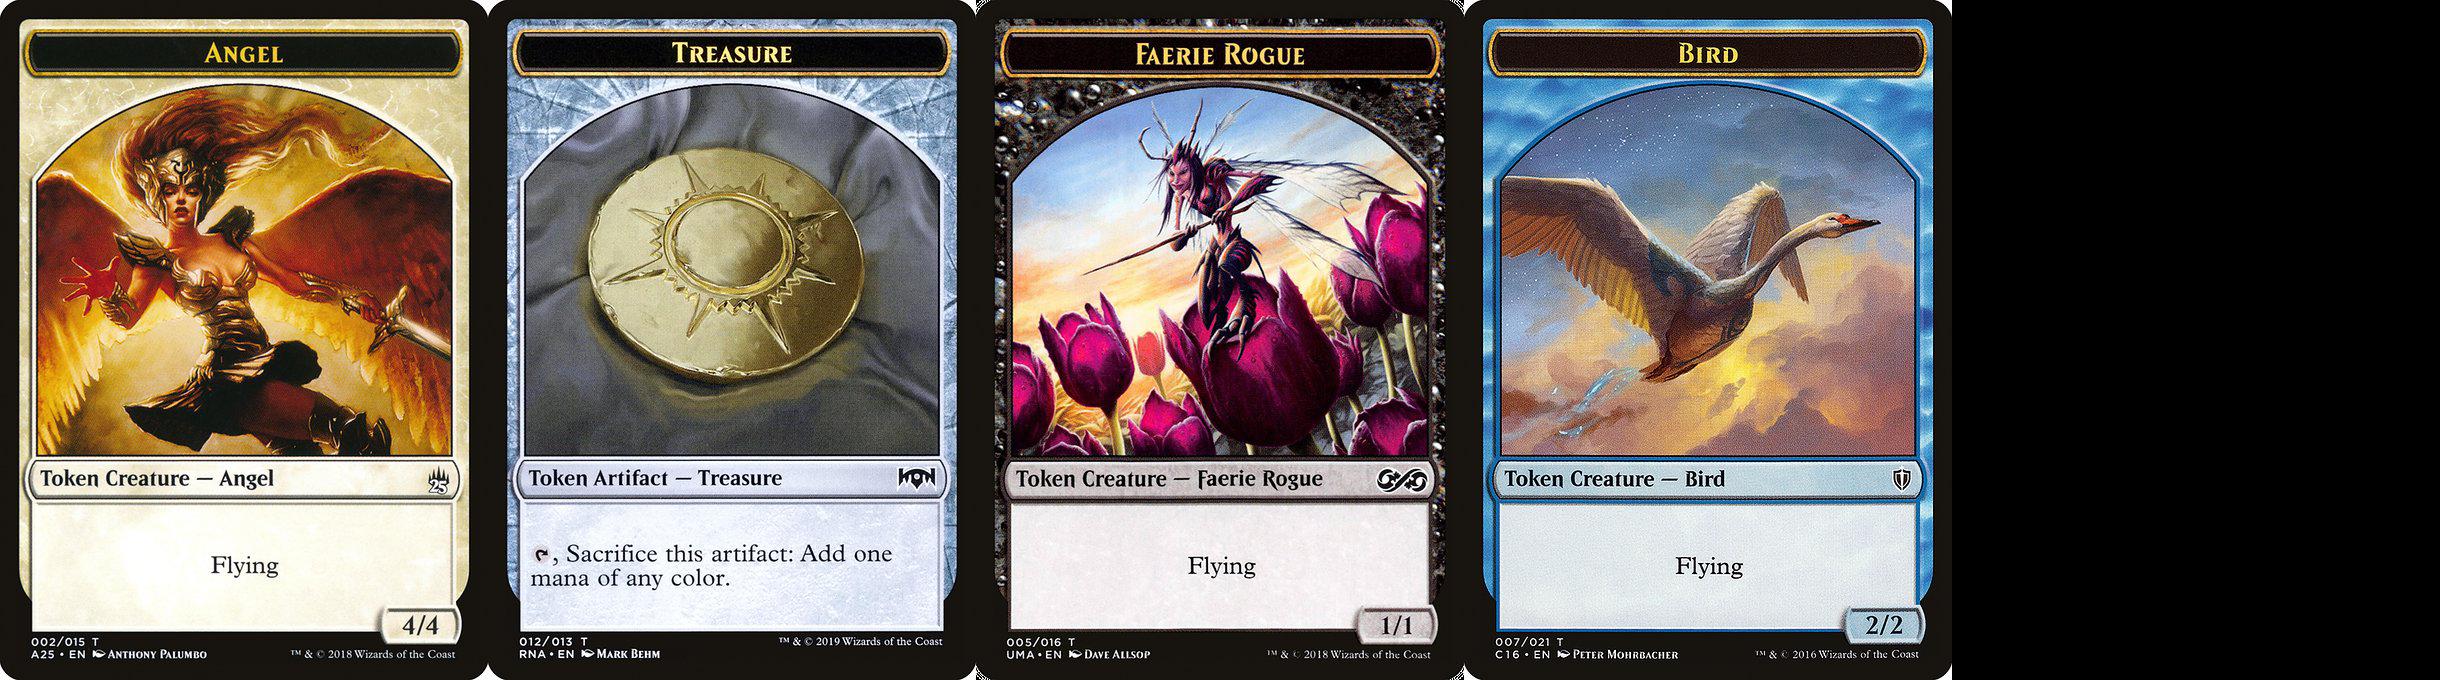 ANGEL
Token Creature — Angel
25
Flying
4/4
002/015 T
A25 • EN ANTHONY PALUMBO
™ & © 2018 Wizards of the Coast
TREASURE
Token Artifact — Treasure
, Sacrifice this artifact: Add one
mana of any color.
012/013 T
RNA • EN MARK BEHM
™ & © 2019 Wizards of the Coast
FAERIE ROGUE
Token Creature — Faerie Rogue
Flying
1/1
005/016 T
UMA • EN DAVE ALLSOP
™ & © 2018 Wizards of the Coast
BIRD
Token Creature — Bird
Flying
2/2
007/021 T
C16 • EN PETER MOHRBACHER
™ & © 2016 Wizards of the Coast